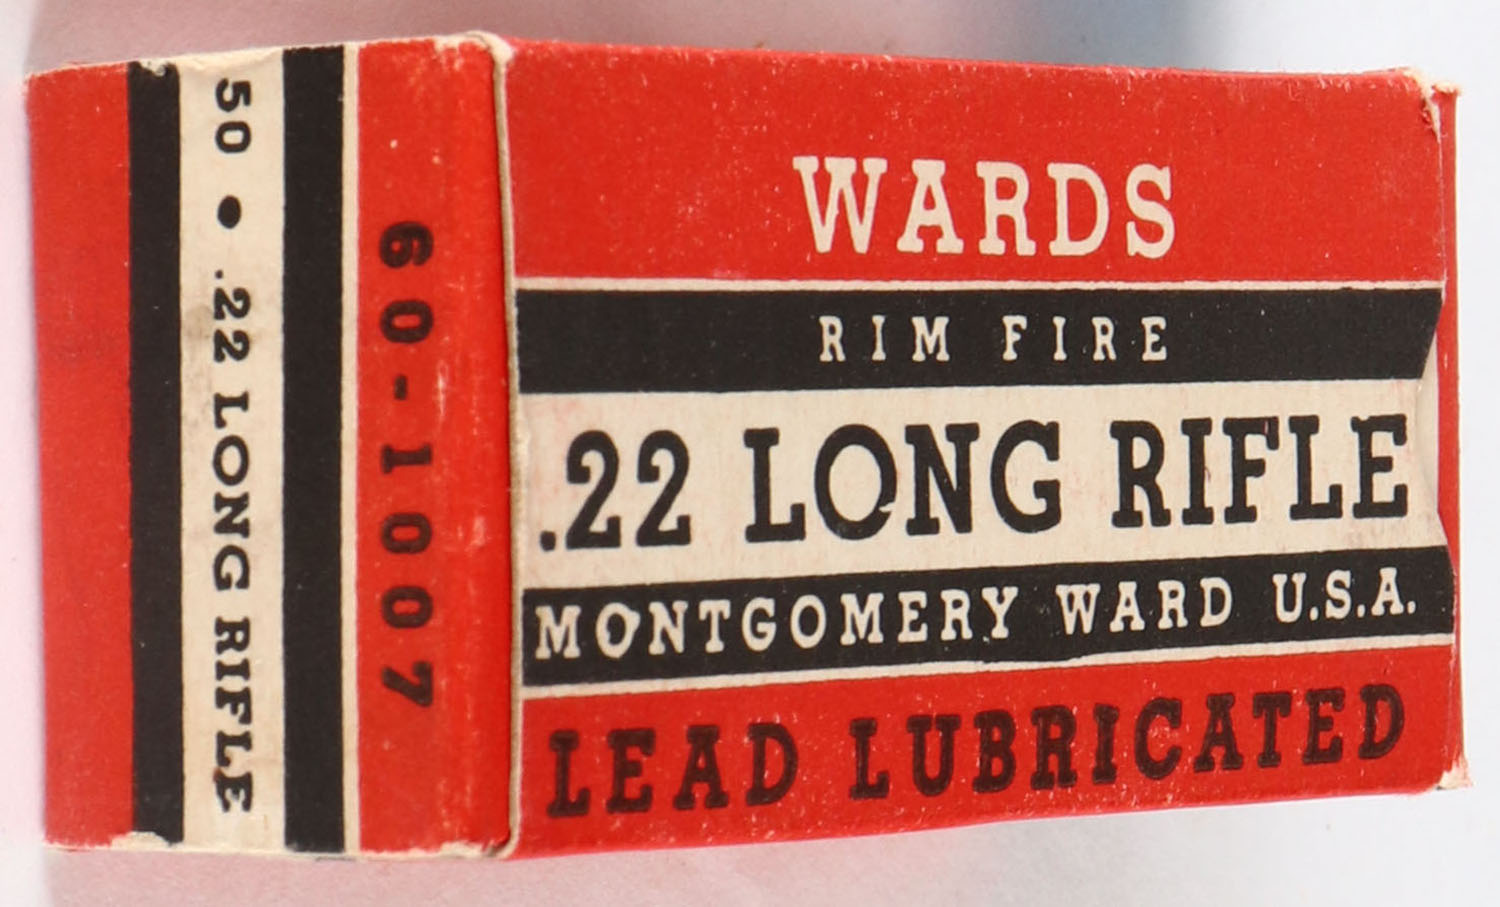 50 • .22 LONG RIFLE
60-1007
WARDS
RIM FIRE
.22 LONG RIFLE
MONTGOMERY WARD U.S.A.
LEAD LUBRICATED